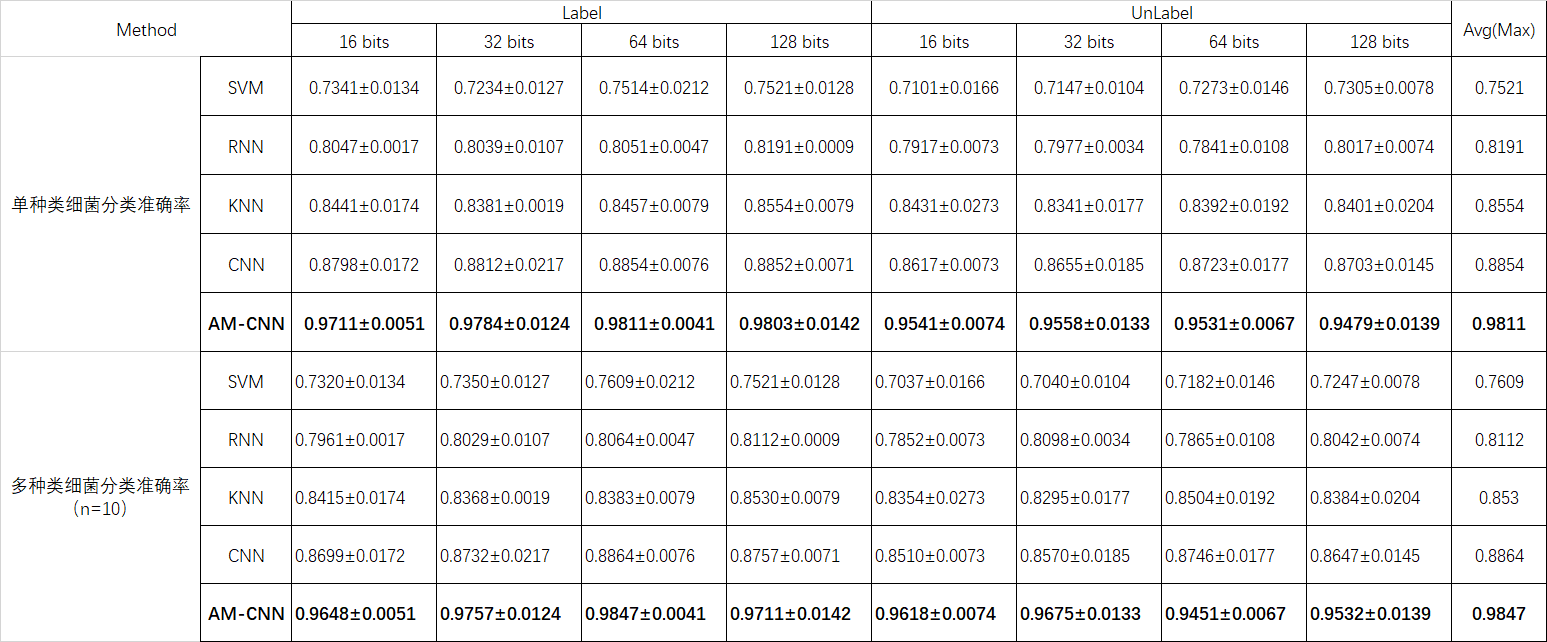 Method Label UnLabel Avg(Max)
16 bits 32 bits 64 bits 128 bits 16 bits 32 bits 64 bits 128 bits
单种类细菌分类准确率
SVM 0.7341±0.0134 0.7234±0.0127 0.7514±0.0212 0.7521±0.0128 0.7101±0.0166 0.7147±0.0104 0.7273±0.0146 0.7305±0.0078 0.7521
RNN 0.8047±0.0017 0.8039±0.0107 0.8051±0.0047 0.8191±0.0009 0.7917±0.0073 0.7977±0.0034 0.7841±0.0108 0.8017±0.0074 0.8191
KNN 0.8441±0.0174 0.8381±0.0019 0.8457±0.0079 0.8554±0.0079 0.8431±0.0273 0.8341±0.0177 0.8392±0.0192 0.8401±0.0204 0.8554
CNN 0.8798±0.0172 0.8812±0.0217 0.8854±0.0076 0.8852±0.0071 0.8617±0.0073 0.8655±0.0185 0.8723±0.0177 0.8703±0.0145 0.8854
AM-CNN 0.9711±0.0051 0.9784±0.0124 0.9811±0.0041 0.9803±0.0142 0.9541±0.0074 0.9558±0.0133 0.9531±0.0067 0.9479±0.0139 0.9811
多种类细菌分类准确率
（n=10）
SVM 0.7320±0.0134 0.7350±0.0127 0.7609±0.0212 0.7521±0.0128 0.7037±0.0166 0.7040±0.0104 0.7182±0.0146 0.7247±0.0078 0.7609
RNN 0.7961±0.0017 0.8029±0.0107 0.8064±0.0047 0.8112±0.0009 0.7852±0.0073 0.8098±0.0034 0.7865±0.0108 0.8042±0.0074 0.8112
KNN 0.8415±0.0174 0.8368±0.0019 0.8383±0.0079 0.8530±0.0079 0.8354±0.0273 0.8295±0.0177 0.8504±0.0192 0.8384±0.0204 0.853
CNN 0.8699±0.0172 0.8732±0.0217 0.8864±0.0076 0.8757±0.0071 0.8510±0.0073 0.8570±0.0185 0.8746±0.0177 0.8647±0.0145 0.8864
AM-CNN 0.9648±0.0051 0.9757±0.0124 0.9847±0.0041 0.9711±0.0142 0.9618±0.0074 0.9675±0.0133 0.9451±0.0067 0.9532±0.0139 0.9847